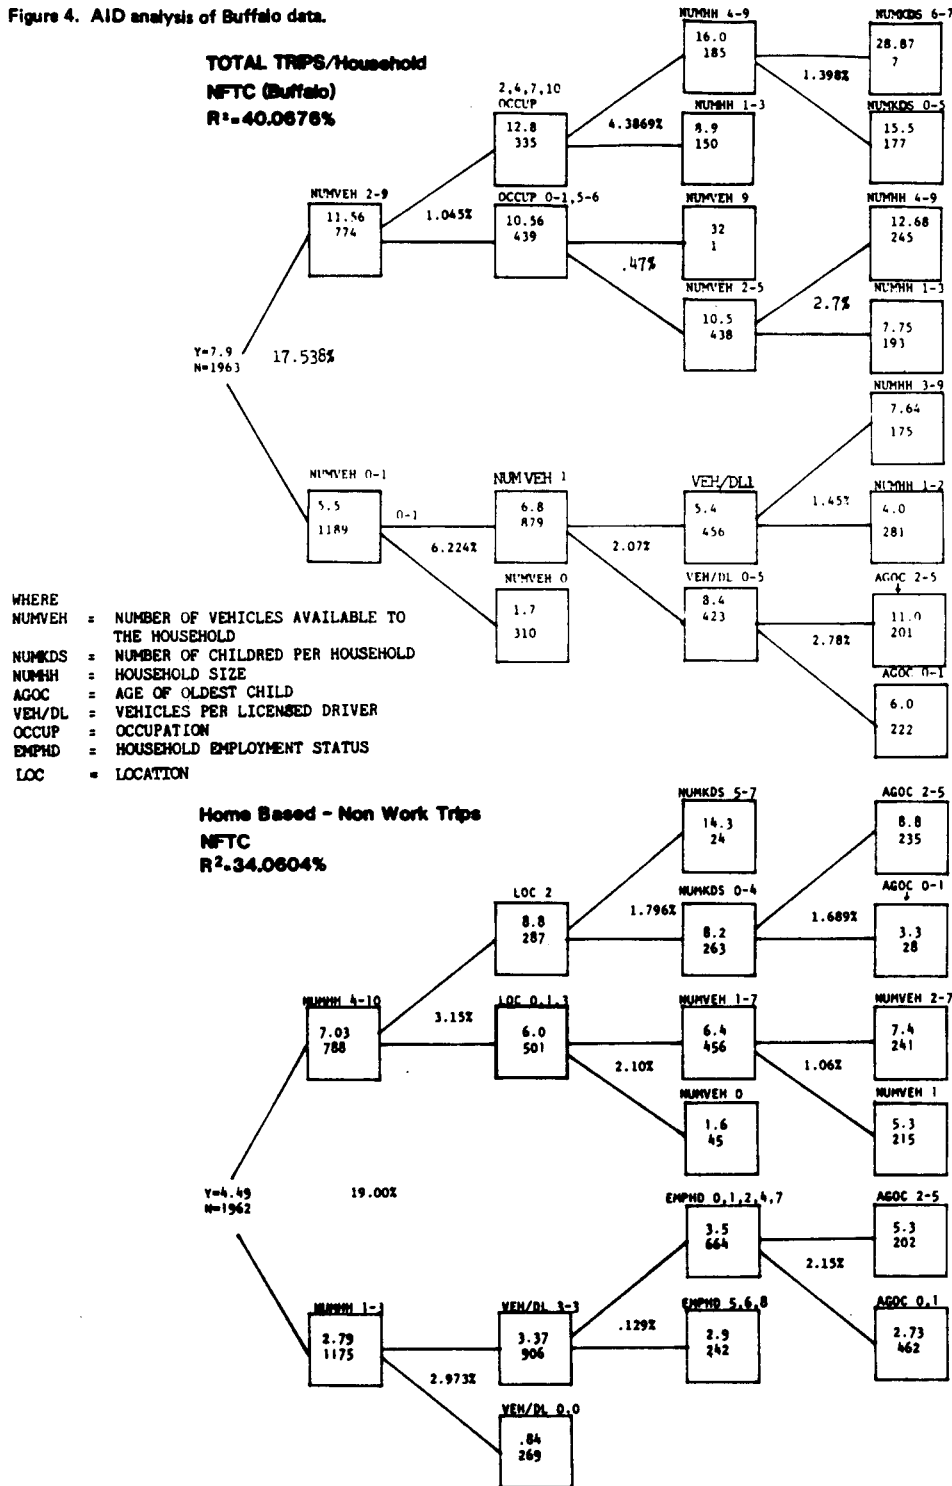 Figure 4. AID analysis of Buffalo data.
TOTAL TRIPS/Household
NFTC (Buffalo)
R²=40.0676%
Y=7.9
N=1963
17.538%
NUMVEH 2-9
11.56
774
1.045%
2,4,7,10
OCCUP
12.8
335
4.3869%
NUMHH 4-9
16.0
185
1.398%
NUMKDS 6-7
28.87
7
NUMKDS 0-5
15.5
177
NUMHH 1-3
8.9
150
OCCUP 0-1,5-6
10.56
439
.47%
NUMVEH 9
32
1
NUMVEH 2-5
10.5
438
2.7%
NUMHH 4-9
12.68
245
NUMHH 1-3
7.75
193
NUMVEH 0-1
5.5
1189
0-1
6.224%
NUMVEH 1
6.8
879
2.07%
VEH/DL1
5.4
456
1.45%
NUMHH 3-9
7.64
175
NUMHH 1-2
4.0
281
NUMVEH 0
1.7
310
VEH/DL 0-5
8.4
423
2.78%
AGOC 2-5
11.0
201
AGOC 0-1
6.0
222
WHERE
NUMVEH = NUMBER OF VEHICLES AVAILABLE TO
THE HOUSEHOLD
NUMKDS = NUMBER OF CHILDRED PER HOUSEHOLD
NUMHH = HOUSEHOLD SIZE
AGOC = AGE OF OLDEST CHILD
VEH/DL = VEHICLES PER LICENSED DRIVER
OCCUP = OCCUPATION
EMPHD = HOUSEHOLD EMPLOYMENT STATUS
LOC = LOCATION
Home Based - Non Work Trips
NFTC
R²=34.0604%
Y=4.49
N=1962
19.00%
NUMHH 4-10
7.03
788
3.15%
LOC 2
8.8
287
1.796%
NUMKDS 5-7
14.3
24
NUMKDS 0-4
8.2
263
1.689%
AGOC 2-5
8.8
235
AGOC 0-1
3.3
28
LOC 0,1,3
6.0
501
2.10%
NUMVEH 1-7
6.4
456
1.06%
NUMVEH 2-7
7.4
241
NUMVEH 1
5.3
215
NUMVEH 0
1.6
45
NUMHH 1-3
2.79
1175
2.973%
VEH/DL 3-3
3.37
906
.129%
EMPHD 0,1,2,4,7
3.5
664
2.15%
AGOC 2-5
5.3
202
AGOC 0,1
2.73
462
EMPHD 5,6,8
2.9
242
VEH/DL 0,0
.84
269